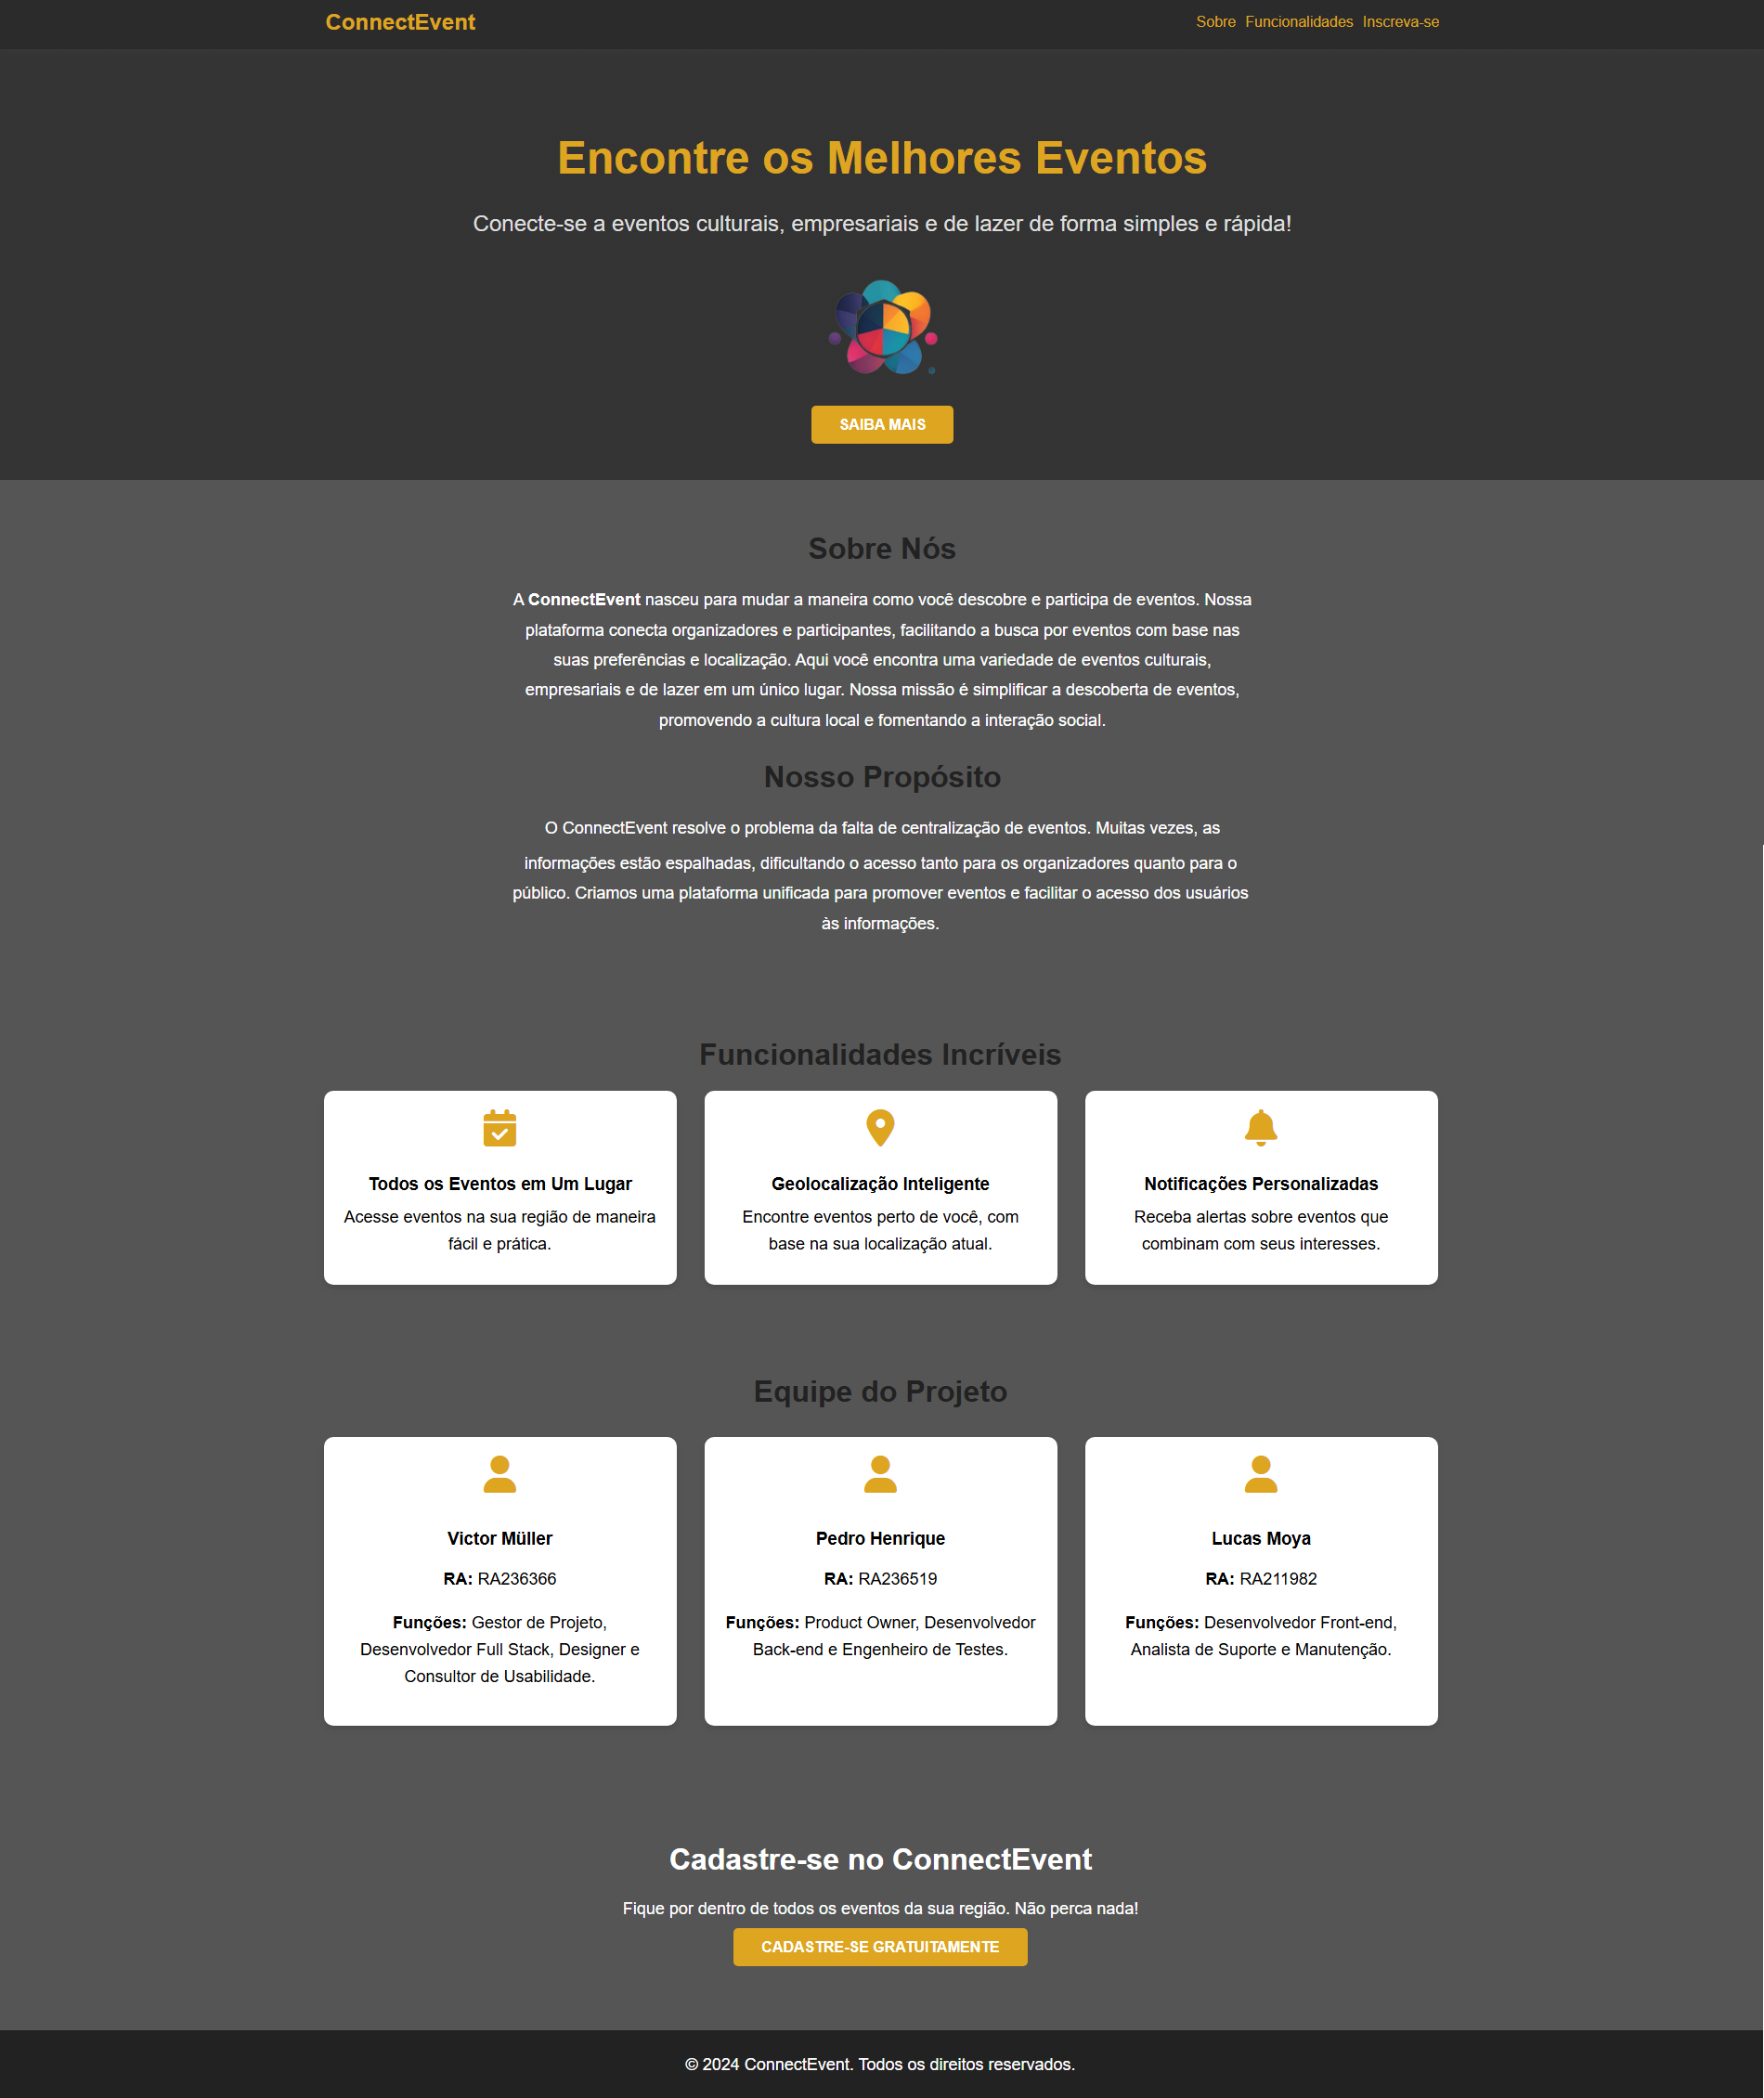 ConnectEvent
Sobre Funcionalidades Inscreva-se
Encontre os Melhores Eventos
Conecte-se a eventos culturais, empresariais e de lazer de forma simples e rápida!
SAIBA MAIS
Sobre Nós
A ConnectEvent nasceu para mudar a maneira como você descobre e participa de eventos. Nossa
plataforma conecta organizadores e participantes, facilitando a busca por eventos com base nas
suas preferências e localização. Aqui você encontra uma variedade de eventos culturais,
empresariais e de lazer em um único lugar. Nossa missão é simplificar a descoberta de eventos,
promovendo a cultura local e fomentando a interação social.
Nosso Propósito
O ConnectEvent resolve o problema da falta de centralização de eventos. Muitas vezes, as
informações estão espalhadas, dificultando o acesso tanto para os organizadores quanto para o
público. Criamos uma plataforma unificada para promover eventos e facilitar o acesso dos usuários
às informações.
Funcionalidades Incríveis
Todos os Eventos em Um Lugar
Acesse eventos na sua região de maneira
fácil e prática.
Geolocalização Inteligente
Encontre eventos perto de você, com
base na sua localização atual.
Notificações Personalizadas
Receba alertas sobre eventos que
combinam com seus interesses.
Equipe do Projeto
Victor Müller
RA: RA236366
Funções: Gestor de Projeto,
Desenvolvedor Full Stack, Designer e
Consultor de Usabilidade.
Pedro Henrique
RA: RA236519
Funções: Product Owner, Desenvolvedor
Back-end e Engenheiro de Testes.
Lucas Moya
RA: RA211982
Funções: Desenvolvedor Front-end,
Analista de Suporte e Manutenção.
Cadastre-se no ConnectEvent
Fique por dentro de todos os eventos da sua região. Não perca nada!
CADASTRE-SE GRATUITAMENTE
© 2024 ConnectEvent. Todos os direitos reservados.